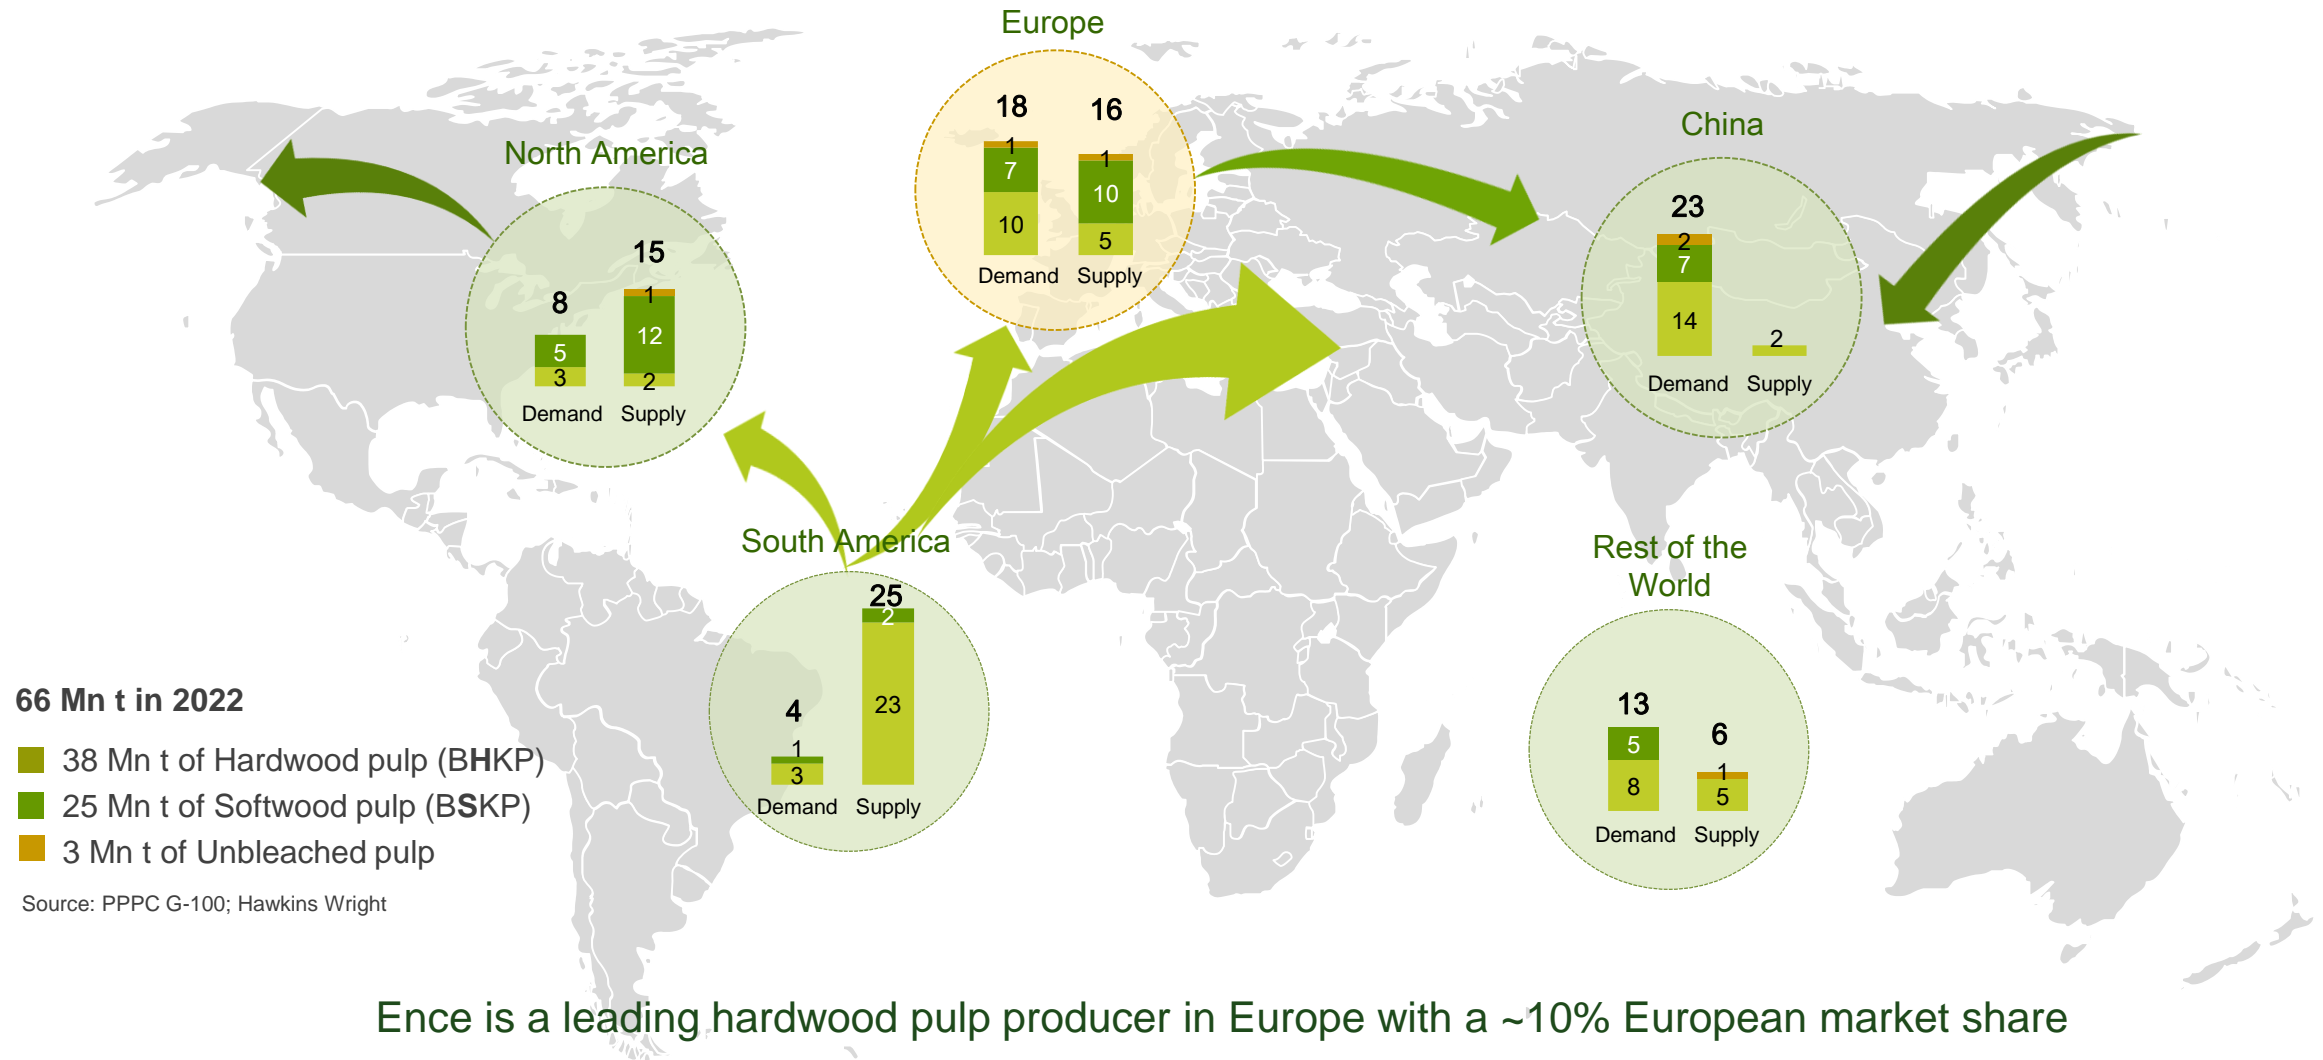 Europe
18
16
1
7
10
1
10
5
Demand Supply
China
23
2
7
14
2
Demand Supply
North America
8
15
5
3
1
12
2
Demand Supply
South America
4
25
1
3
2
23
Demand Supply
Rest of the
World
13
6
5
8
1
5
Demand Supply
66 Mn t in 2022
38 Mn t of Hardwood pulp (BHKP)
25 Mn t of Softwood pulp (BSKP)
3 Mn t of Unbleached pulp
Source: PPPC G-100; Hawkins Wright
Ence is a leading hardwood pulp producer in Europe with a ~10% European market share